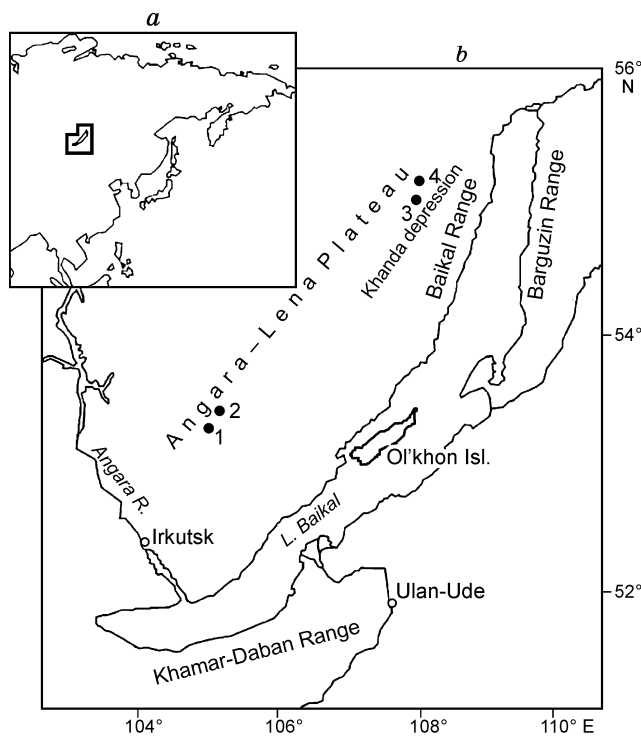 a
b
56°
N
4
3
Khanda depression
Baikal Range
Barguzin Range
Angara–Lena Plateau
54°
2
1
Ol'khon Isl.
Angara R.
L. Baikal
Irkutsk
Ulan-Ude
52°
Khamar-Daban Range
104°
106°
108°
110° E